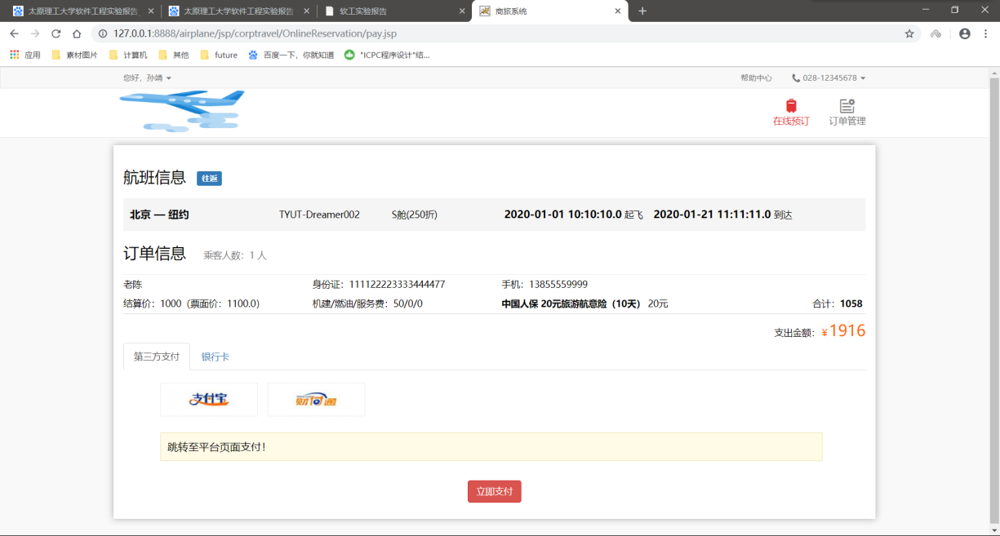 太原理工大学软件工程实验报告
太原理工大学软件工程实验报告
软工实验报告
商旅系统
127.0.0.1:8888/airplane/jsp/corptravel/OnlineReservation/pay.jsp
应用 素材图片 计算机 其他 future 百度一下，你就知道 "ICPC程序设计"结...
您好，孙靖 帮助中心 028-12345678
在线预订 订单管理
航班信息 往返
北京 — 纽约 TYUT-Dreamer002 S舱(250折) 2020-01-01 10:10:10.0 起飞 2020-01-21 11:11:11.0 到达
订单信息 乘客人数：1 人
老陈 身份证：111122223333444477 手机：13855559999
结算价：1000（票面价：1100.0） 机建/燃油/服务费：50/0/0 中国人保 20元旅游航意险（10天） 20元 合计：1058
支出金额：¥1916
第三方支付 银行卡
支付宝 财付通
跳转至平台页面支付！
立即支付